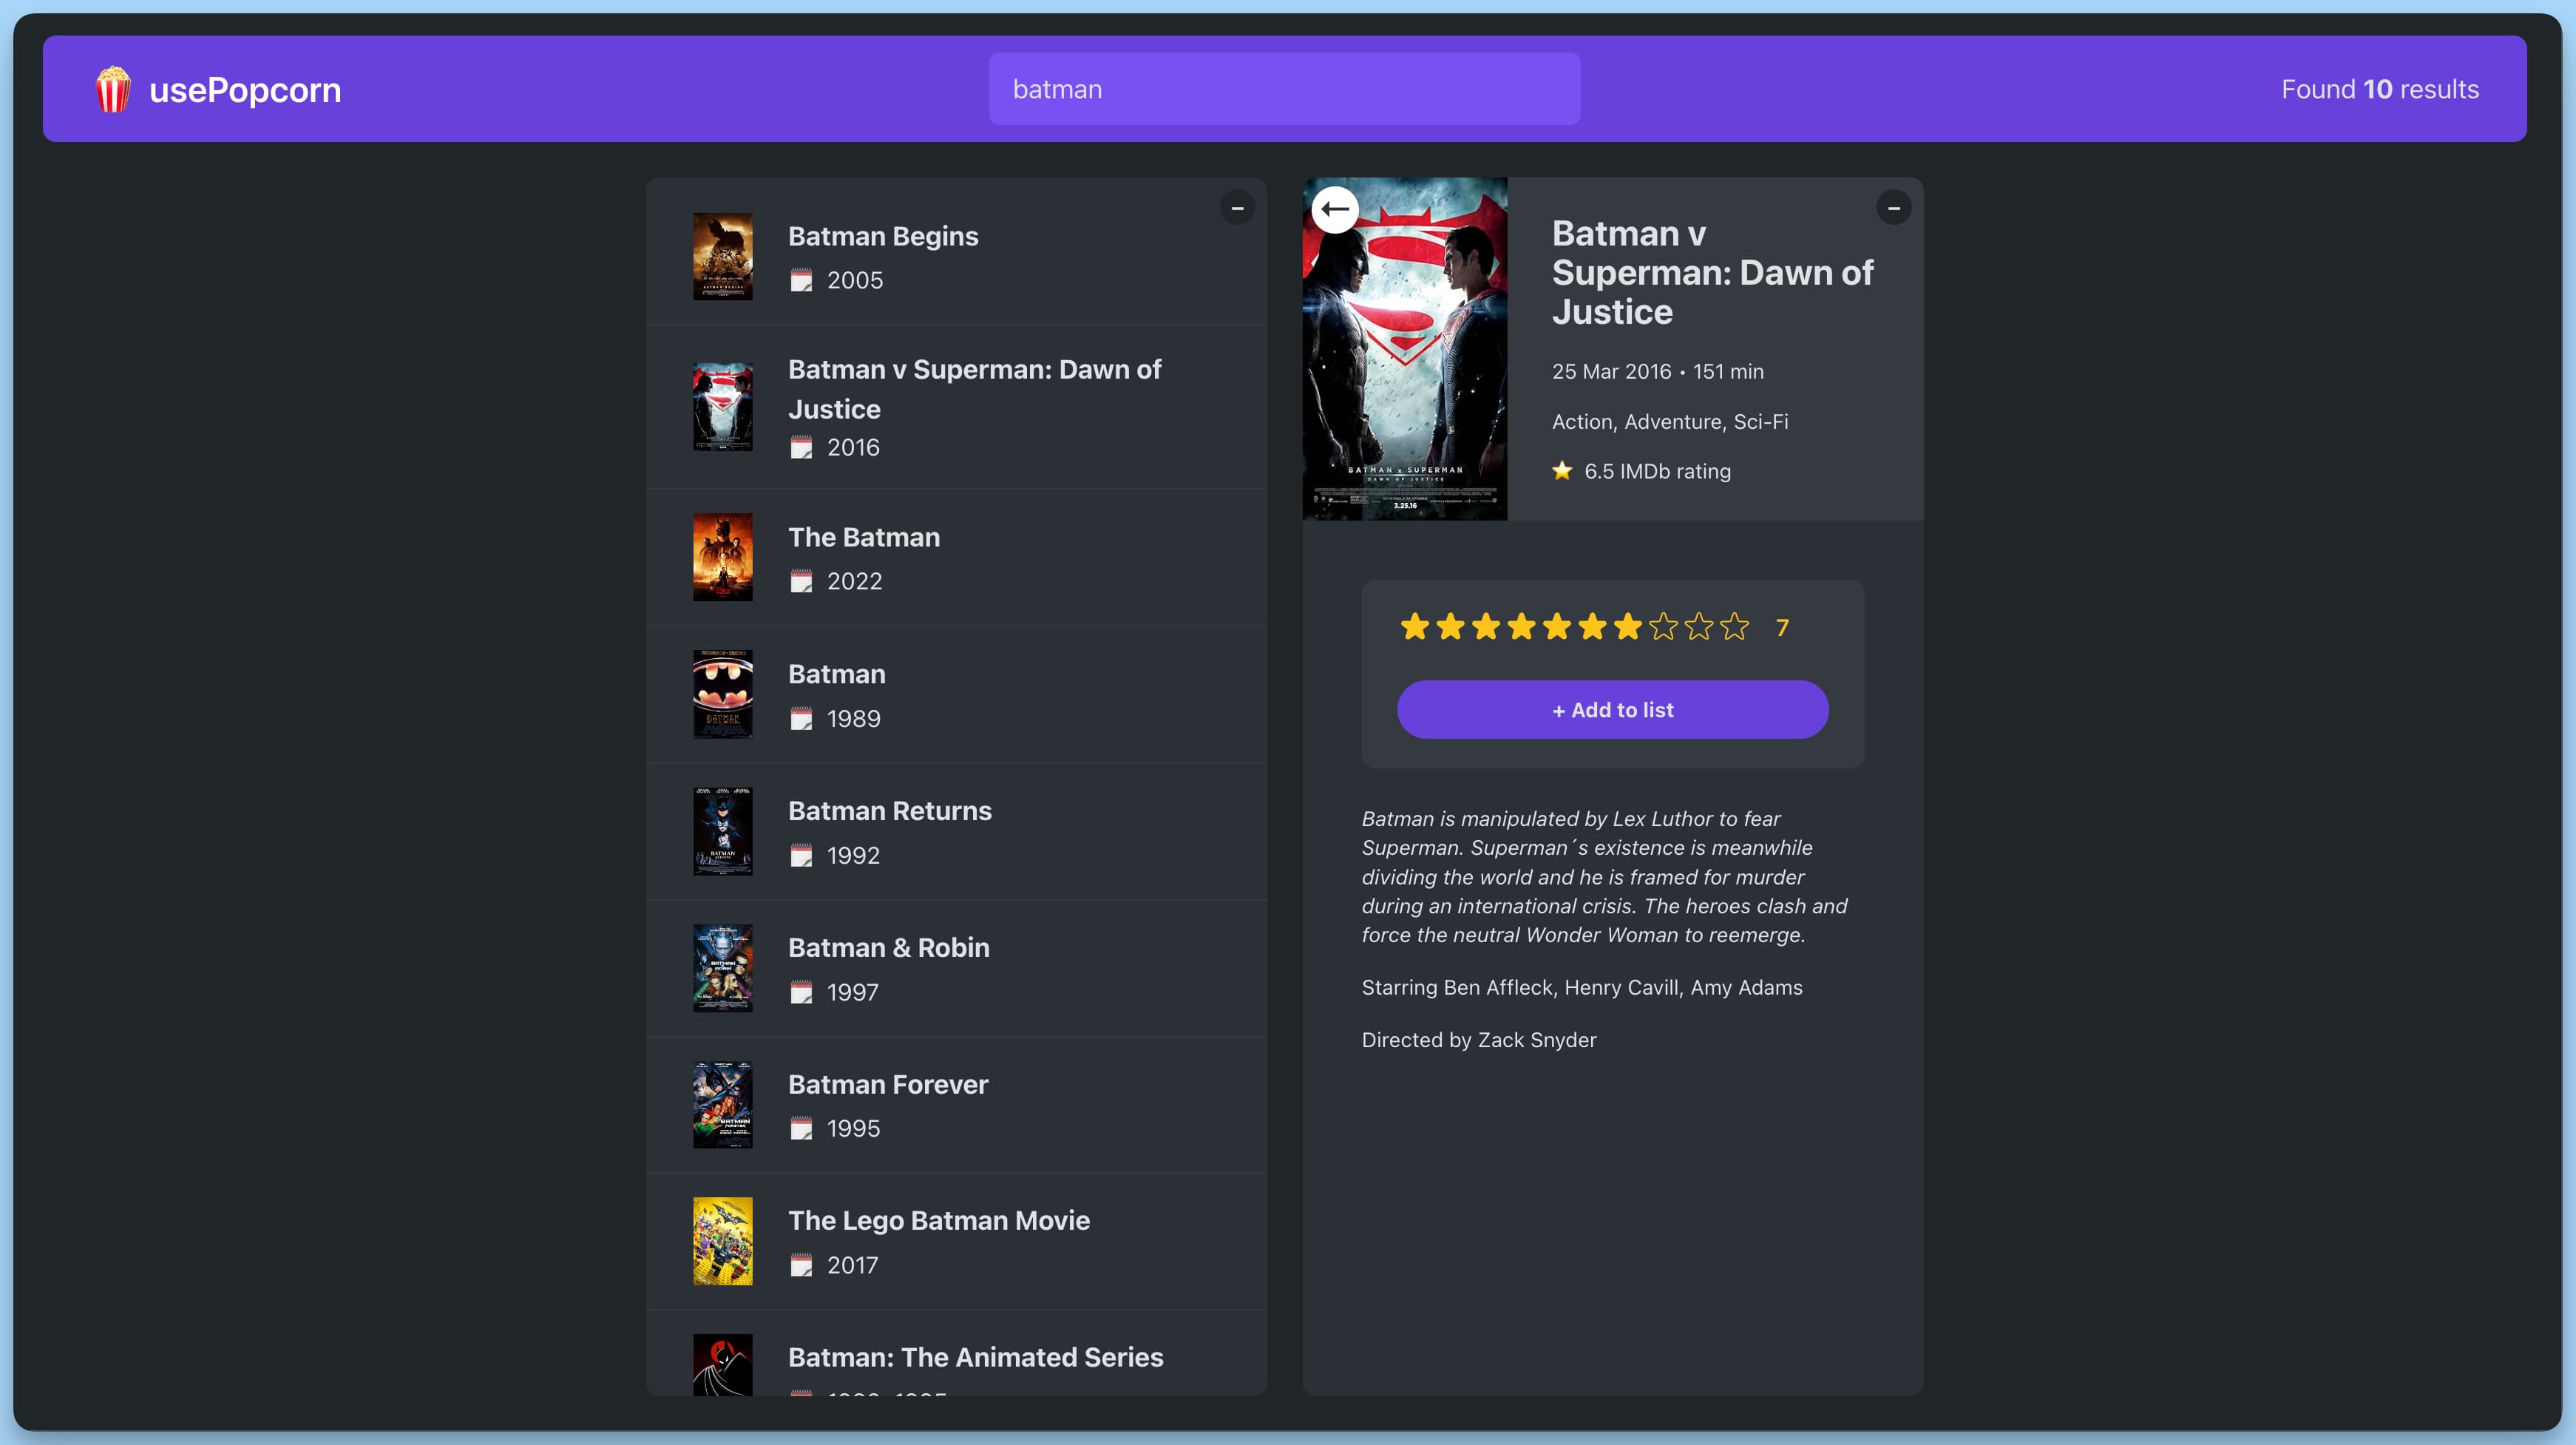 usePopcorn
batman
Found 10 results
–
Batman Begins
2005
Batman v Superman: Dawn of
Justice
2016
The Batman
2022
Batman
1989
Batman Returns
1992
Batman & Robin
1997
Batman Forever
1995
The Lego Batman Movie
2017
Batman: The Animated Series
–
Batman v
Superman: Dawn of
Justice
25 Mar 2016 • 151 min
Action, Adventure, Sci-Fi
6.5 IMDb rating
BATMAN v SUPERMAN
DAWN OF JUSTICE
3.25.16
7
+ Add to list
Batman is manipulated by Lex Luthor to fear
Superman. Superman´s existence is meanwhile
dividing the world and he is framed for murder
during an international crisis. The heroes clash and
force the neutral Wonder Woman to reemerge.
Starring Ben Affleck, Henry Cavill, Amy Adams
Directed by Zack Snyder